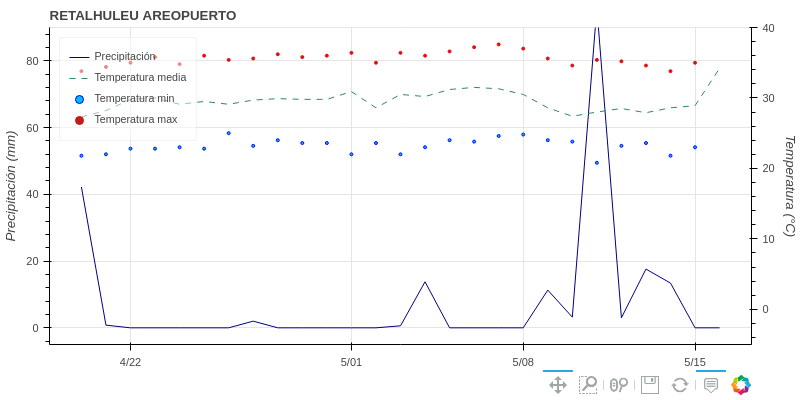 RETALHULEU AREOPUERTO
Precipitación
Temperatura media
Temperatura min
Temperatura max
Precipitación (mm)
80
60
40
20
0
Temperatura (°C)
40
30
20
10
0
4/22
5/01
5/08
5/15